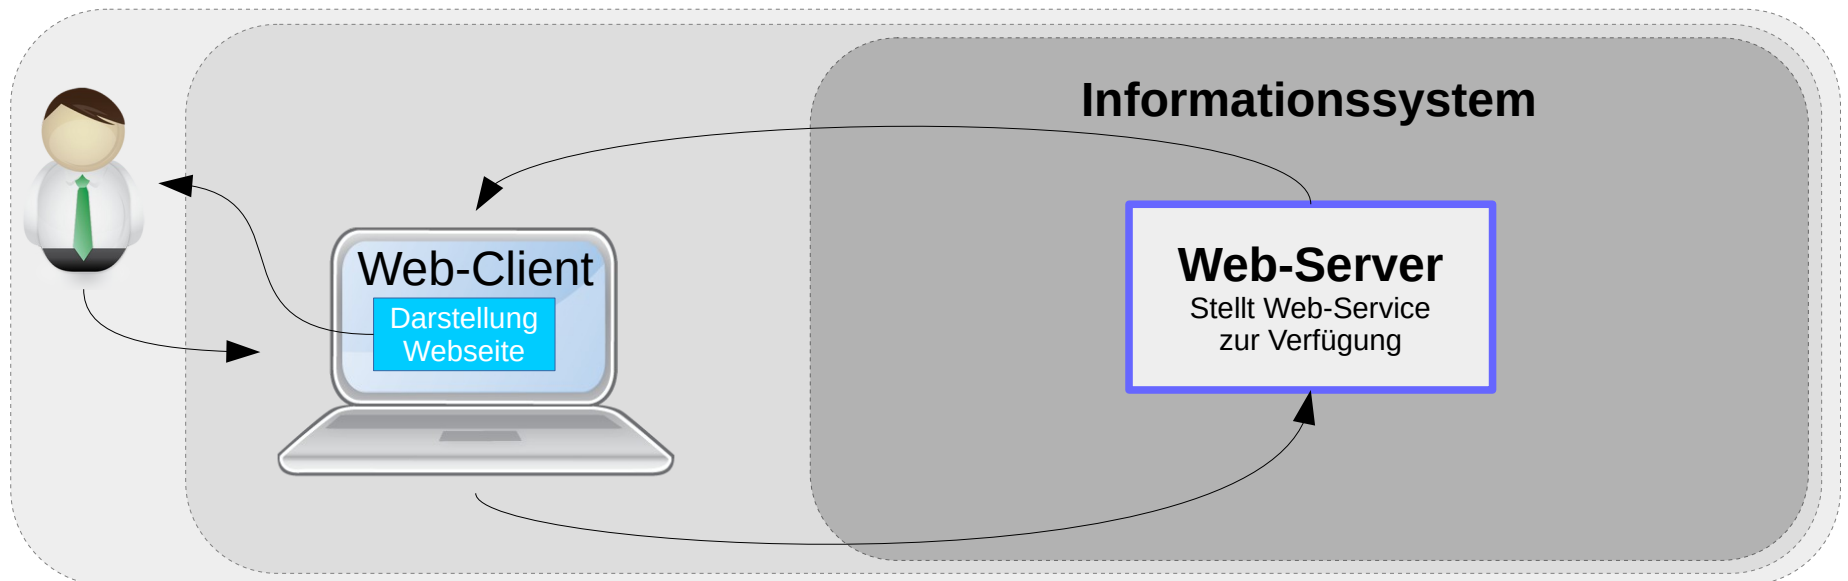 Informationssystem
Web-Client
Darstellung
Webseite
Web-Server
Stellt Web-Service
zur Verfügung